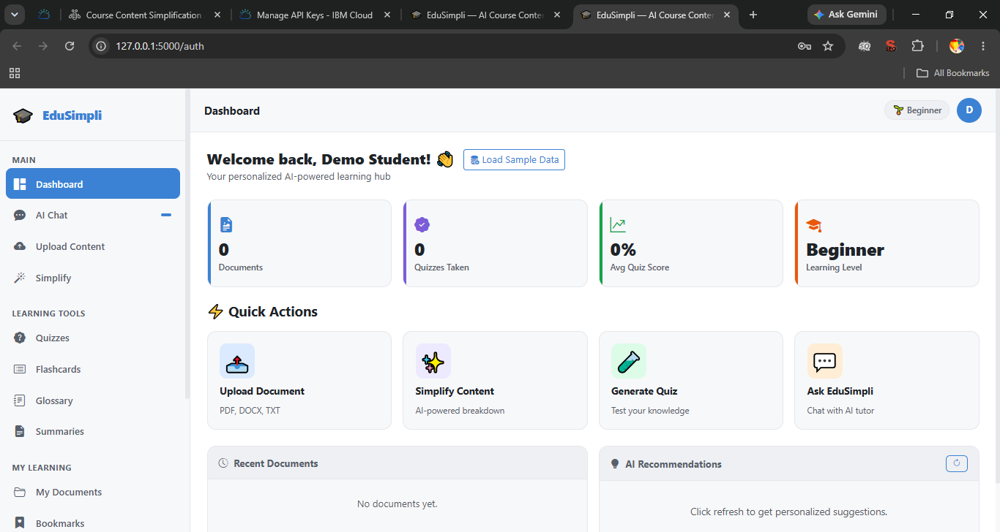 Course Content Simplification
Manage API Keys - IBM Cloud
EduSimpli — AI Course Conter
EduSimpli — AI Course Conter
Ask Gemini
127.0.0.1:5000/auth
SEO
All Bookmarks
EduSimpli
Dashboard
Beginner
D
MAIN
Dashboard
AI Chat
Upload Content
Simplify
LEARNING TOOLS
Quizzes
Flashcards
Glossary
Summaries
MY LEARNING
My Documents
Bookmarks
Welcome back, Demo Student!
Load Sample Data
Your personalized AI-powered learning hub
0
Documents
0
Quizzes Taken
0%
Avg Quiz Score
Beginner
Learning Level
Quick Actions
Upload Document
PDF, DOCX, TXT
Simplify Content
AI-powered breakdown
Generate Quiz
Test your knowledge
Ask EduSimpli
Chat with AI tutor
Recent Documents
No documents yet.
AI Recommendations
Click refresh to get personalized suggestions.